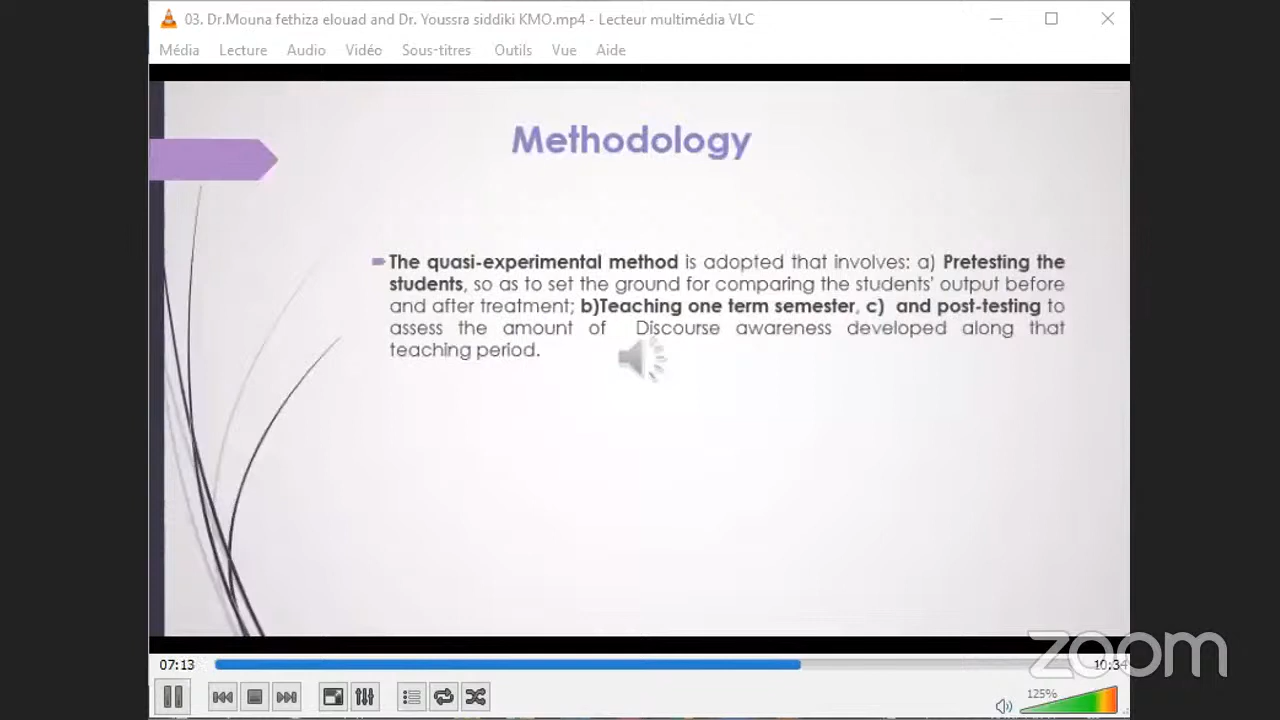 03. Dr.Mouna fethiza elouad and Dr. Youssra siddiki KMO.mp4 - Lecteur multimédia VLC
Média Lecture Audio Vidéo Sous-titres Outils Vue Aide
Methodology
The quasi-experimental method is adopted that involves: a) Pretesting the
students, so as to set the ground for comparing the students' output before
and after treatment; b)Teaching one term semester, c) and post-testing to
assess the amount of Discourse awareness developed along that
teaching period.
07:13
10:34
zoom
125%